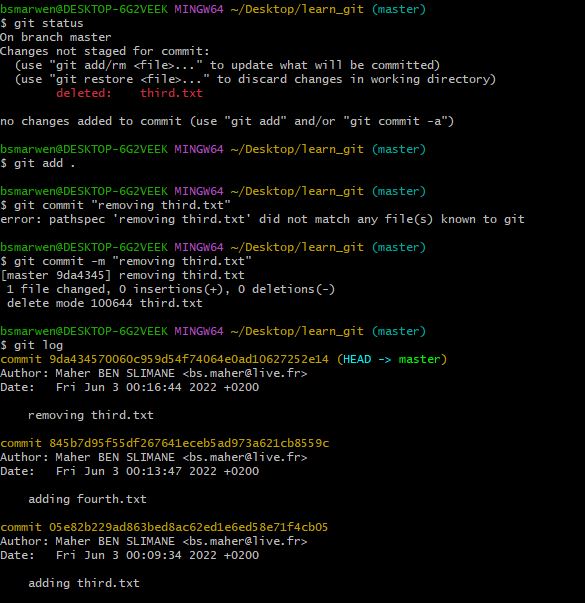 bsmarwen@DESKTOP-6G2VEEK MINGW64 ~/Desktop/learn_git (master)
$ git status
On branch master
Changes not staged for commit:
  (use "git add/rm <file>..." to update what will be committed)
  (use "git restore <file>..." to discard changes in working directory)
        deleted:    third.txt

no changes added to commit (use "git add" and/or "git commit -a")

bsmarwen@DESKTOP-6G2VEEK MINGW64 ~/Desktop/learn_git (master)
$ git add .

bsmarwen@DESKTOP-6G2VEEK MINGW64 ~/Desktop/learn_git (master)
$ git commit "removing third.txt"
error: pathspec 'removing third.txt' did not match any file(s) known to git

bsmarwen@DESKTOP-6G2VEEK MINGW64 ~/Desktop/learn_git (master)
$ git commit -m "removing third.txt"
[master 9da4345] removing third.txt
 1 file changed, 0 insertions(+), 0 deletions(-)
 delete mode 100644 third.txt

bsmarwen@DESKTOP-6G2VEEK MINGW64 ~/Desktop/learn_git (master)
$ git log
commit 9da434570060c959d54f74064e0ad10627252e14 (HEAD -> master)
Author: Maher BEN SLIMANE <bs.maher@live.fr>
Date:   Fri Jun 3 00:16:44 2022 +0200

    removing third.txt

commit 845b7d95f55df267641eceb5ad973a621cb8559c
Author: Maher BEN SLIMANE <bs.maher@live.fr>
Date:   Fri Jun 3 00:13:47 2022 +0200

    adding fourth.txt

commit 05e82b229ad863bed8ac62ed1e6ed58e71f4cb05
Author: Maher BEN SLIMANE <bs.maher@live.fr>
Date:   Fri Jun 3 00:09:34 2022 +0200

    adding third.txt